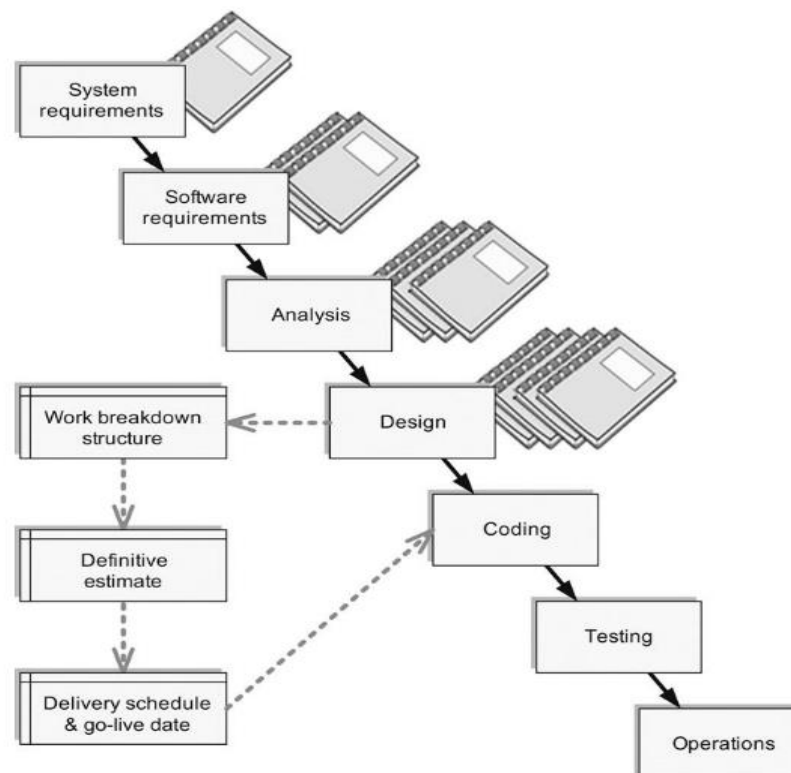 System
requirements
Software
requirements
Analysis
Work breakdown
structure
Design
Coding
Definitive
estimate
Testing
Delivery schedule
& go-live date
Operations